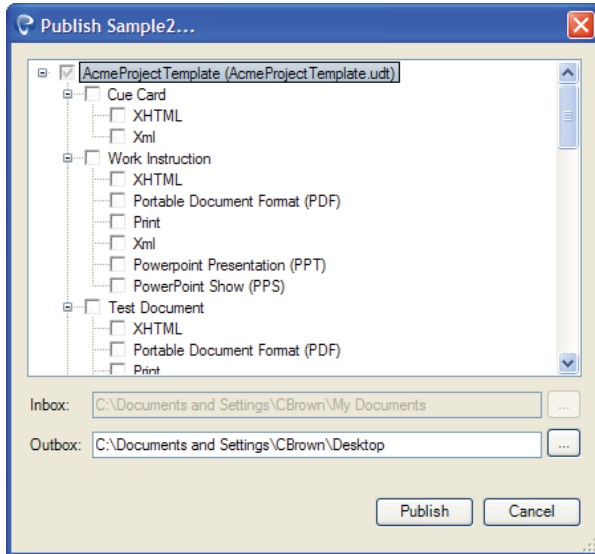 Publish Sample2...
AcmeProjectTemplate (AcmeProjectTemplate.udt)
Cue Card
XHTML
Xml
Work Instruction
XHTML
Portable Document Format (PDF)
Print
Xml
Powerpoint Presentation (PPT)
PowerPoint Show (PPS)
Test Document
XHTML
Portable Document Format (PDF)
Print
Inbox: C:\Documents and Settings\CBrown\My Documents ...
Outbox: C:\Documents and Settings\CBrown\Desktop ...
Publish Cancel